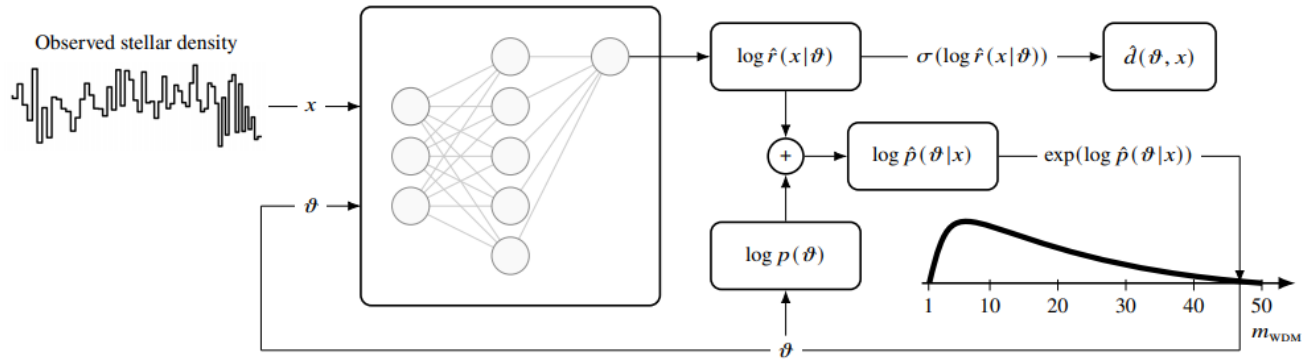 Observed stellar density
x
ϑ
log r̂(x|ϑ)
σ(log r̂(x|ϑ))
d̂(ϑ, x)
+
log p̂(ϑ|x)
exp(log p̂(ϑ|x))
log p(ϑ)
1 10 20 30 40 50
m_WDM
ϑ